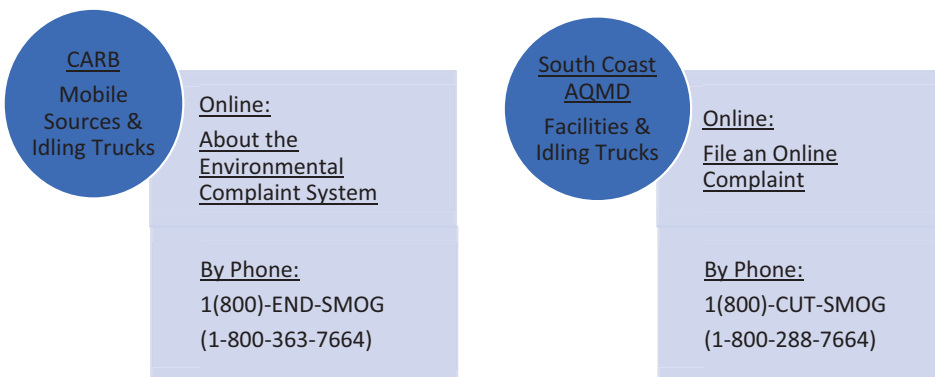 CARB
Mobile
Sources &
Idling Trucks
Online:
About the
Environmental
Complaint System
By Phone:
1(800)-END-SMOG
(1-800-363-7664)
South Coast
AQMD
Facilities &
Idling Trucks
Online:
File an Online
Complaint
By Phone:
1(800)-CUT-SMOG
(1-800-288-7664)